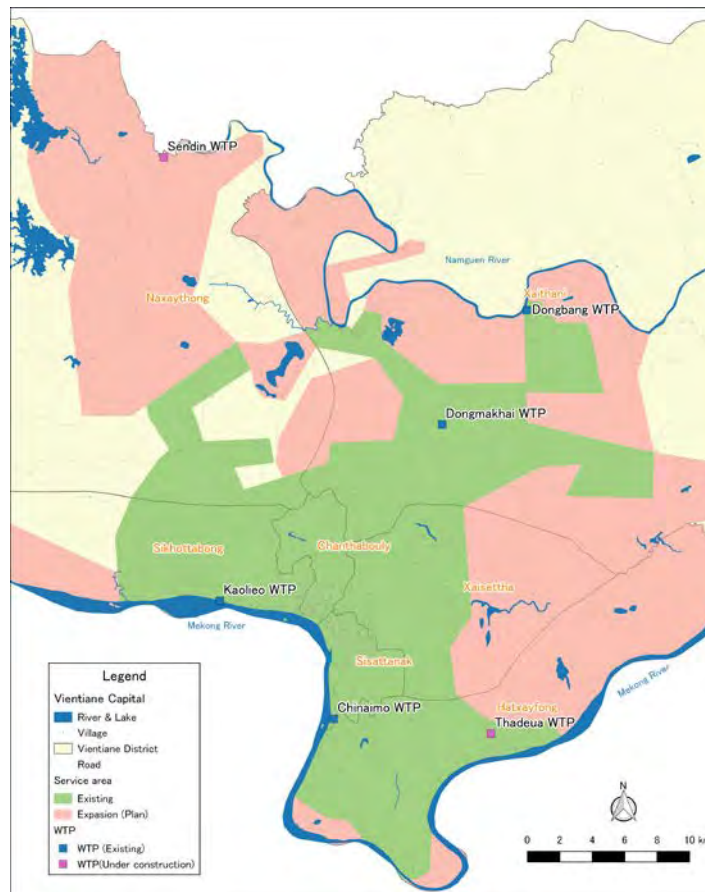 Sendin WTP
Namguen River
Naxaythong
Xaithani
Dongbang WTP
Dongmakhai WTP
Sikhottabong
Chanthabouly
Kaolieo WTP
Xaisettha
Mekong River
Sisattanak
Mekong River
Hatxayfong
Chinaimo WTP
Thadeua WTP
Legend
Vientiane Capital
River & Lake
Village
Vientiane District
Road
Service area
Existing
Expasion (Plan)
WTP
WTP (Existing)
WTP(Under construction)
N
0 2 4 6 8 10 km